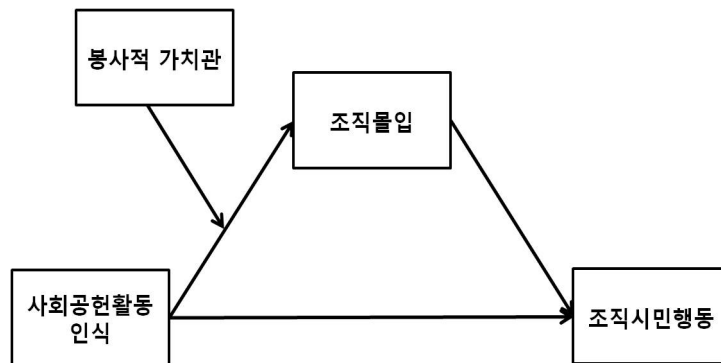 봉사적 가치관
조직몰입
사회공헌활동
인식
조직시민행동